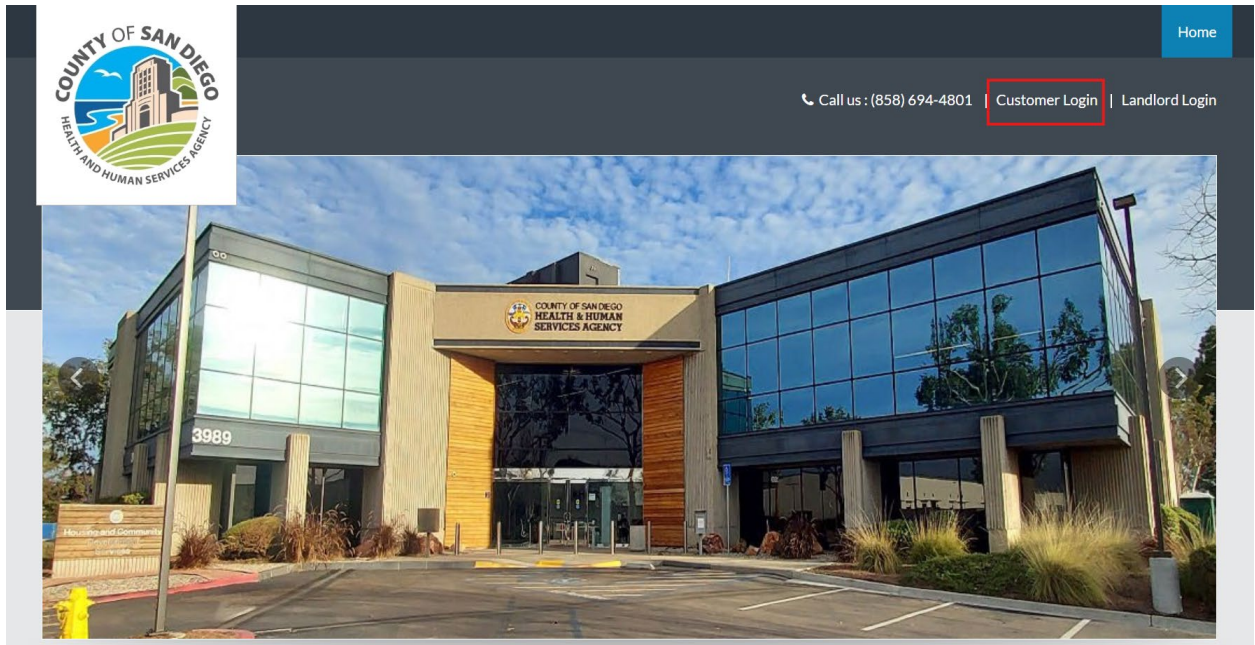 Home
COUNTY OF SAN DIEGO
HEALTH AND HUMAN SERVICES AGENCY
Call us : (858) 694-4801 | Customer Login | Landlord Login
COUNTY OF SAN DIEGO
HEALTH & HUMAN
SERVICES AGENCY
3989
Housing and Community